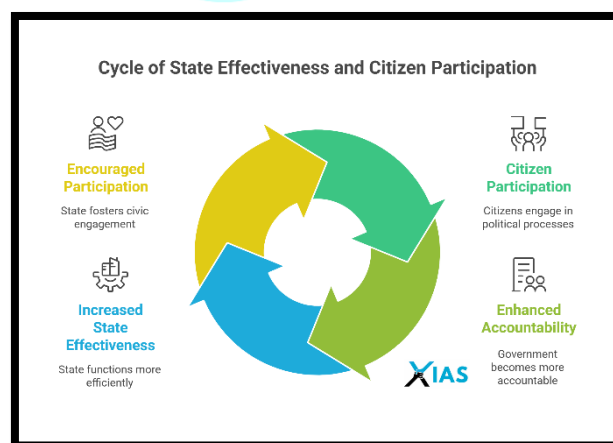 Cycle of State Effectiveness and Citizen Participation
Encouraged
Participation
State fosters civic
engagement
Citizen
Participation
Citizens engage in
political processes
Increased
State
Effectiveness
State functions more
efficiently
Enhanced
Accountability
Government
becomes more
accountable
XIAS